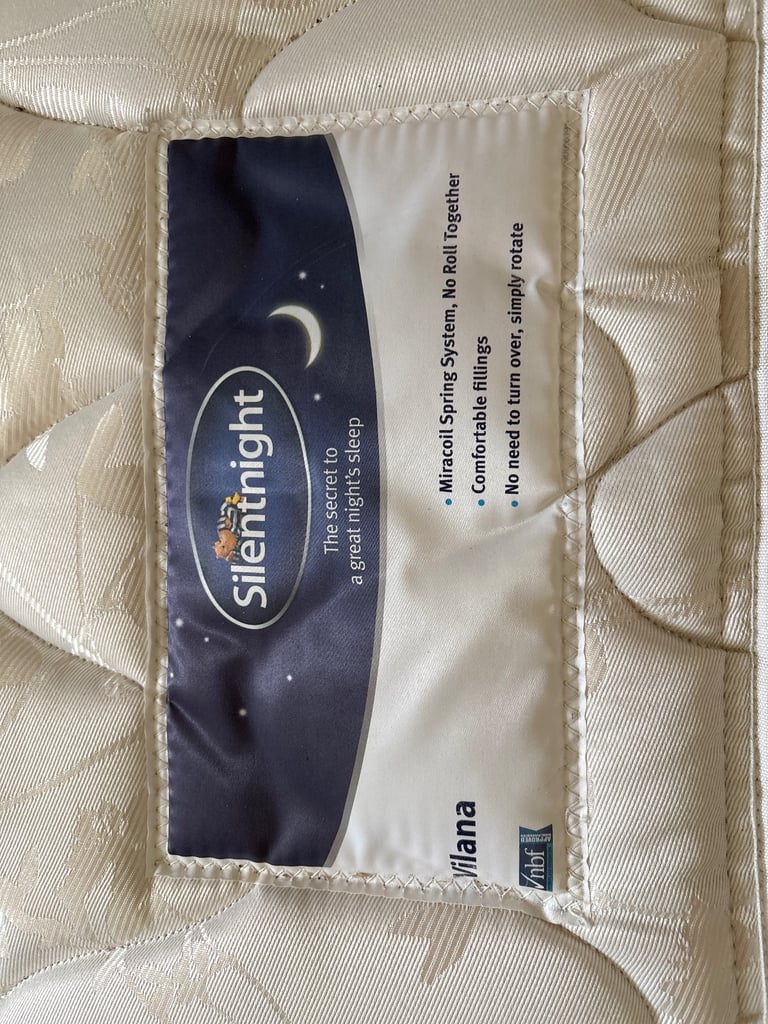 Silentnight
The secret to
a great night's sleep
• Miracoil Spring System, No Roll Together
• Comfortable fillings
• No need to turn over, simply rotate
Vilana
nbf
APPROVED